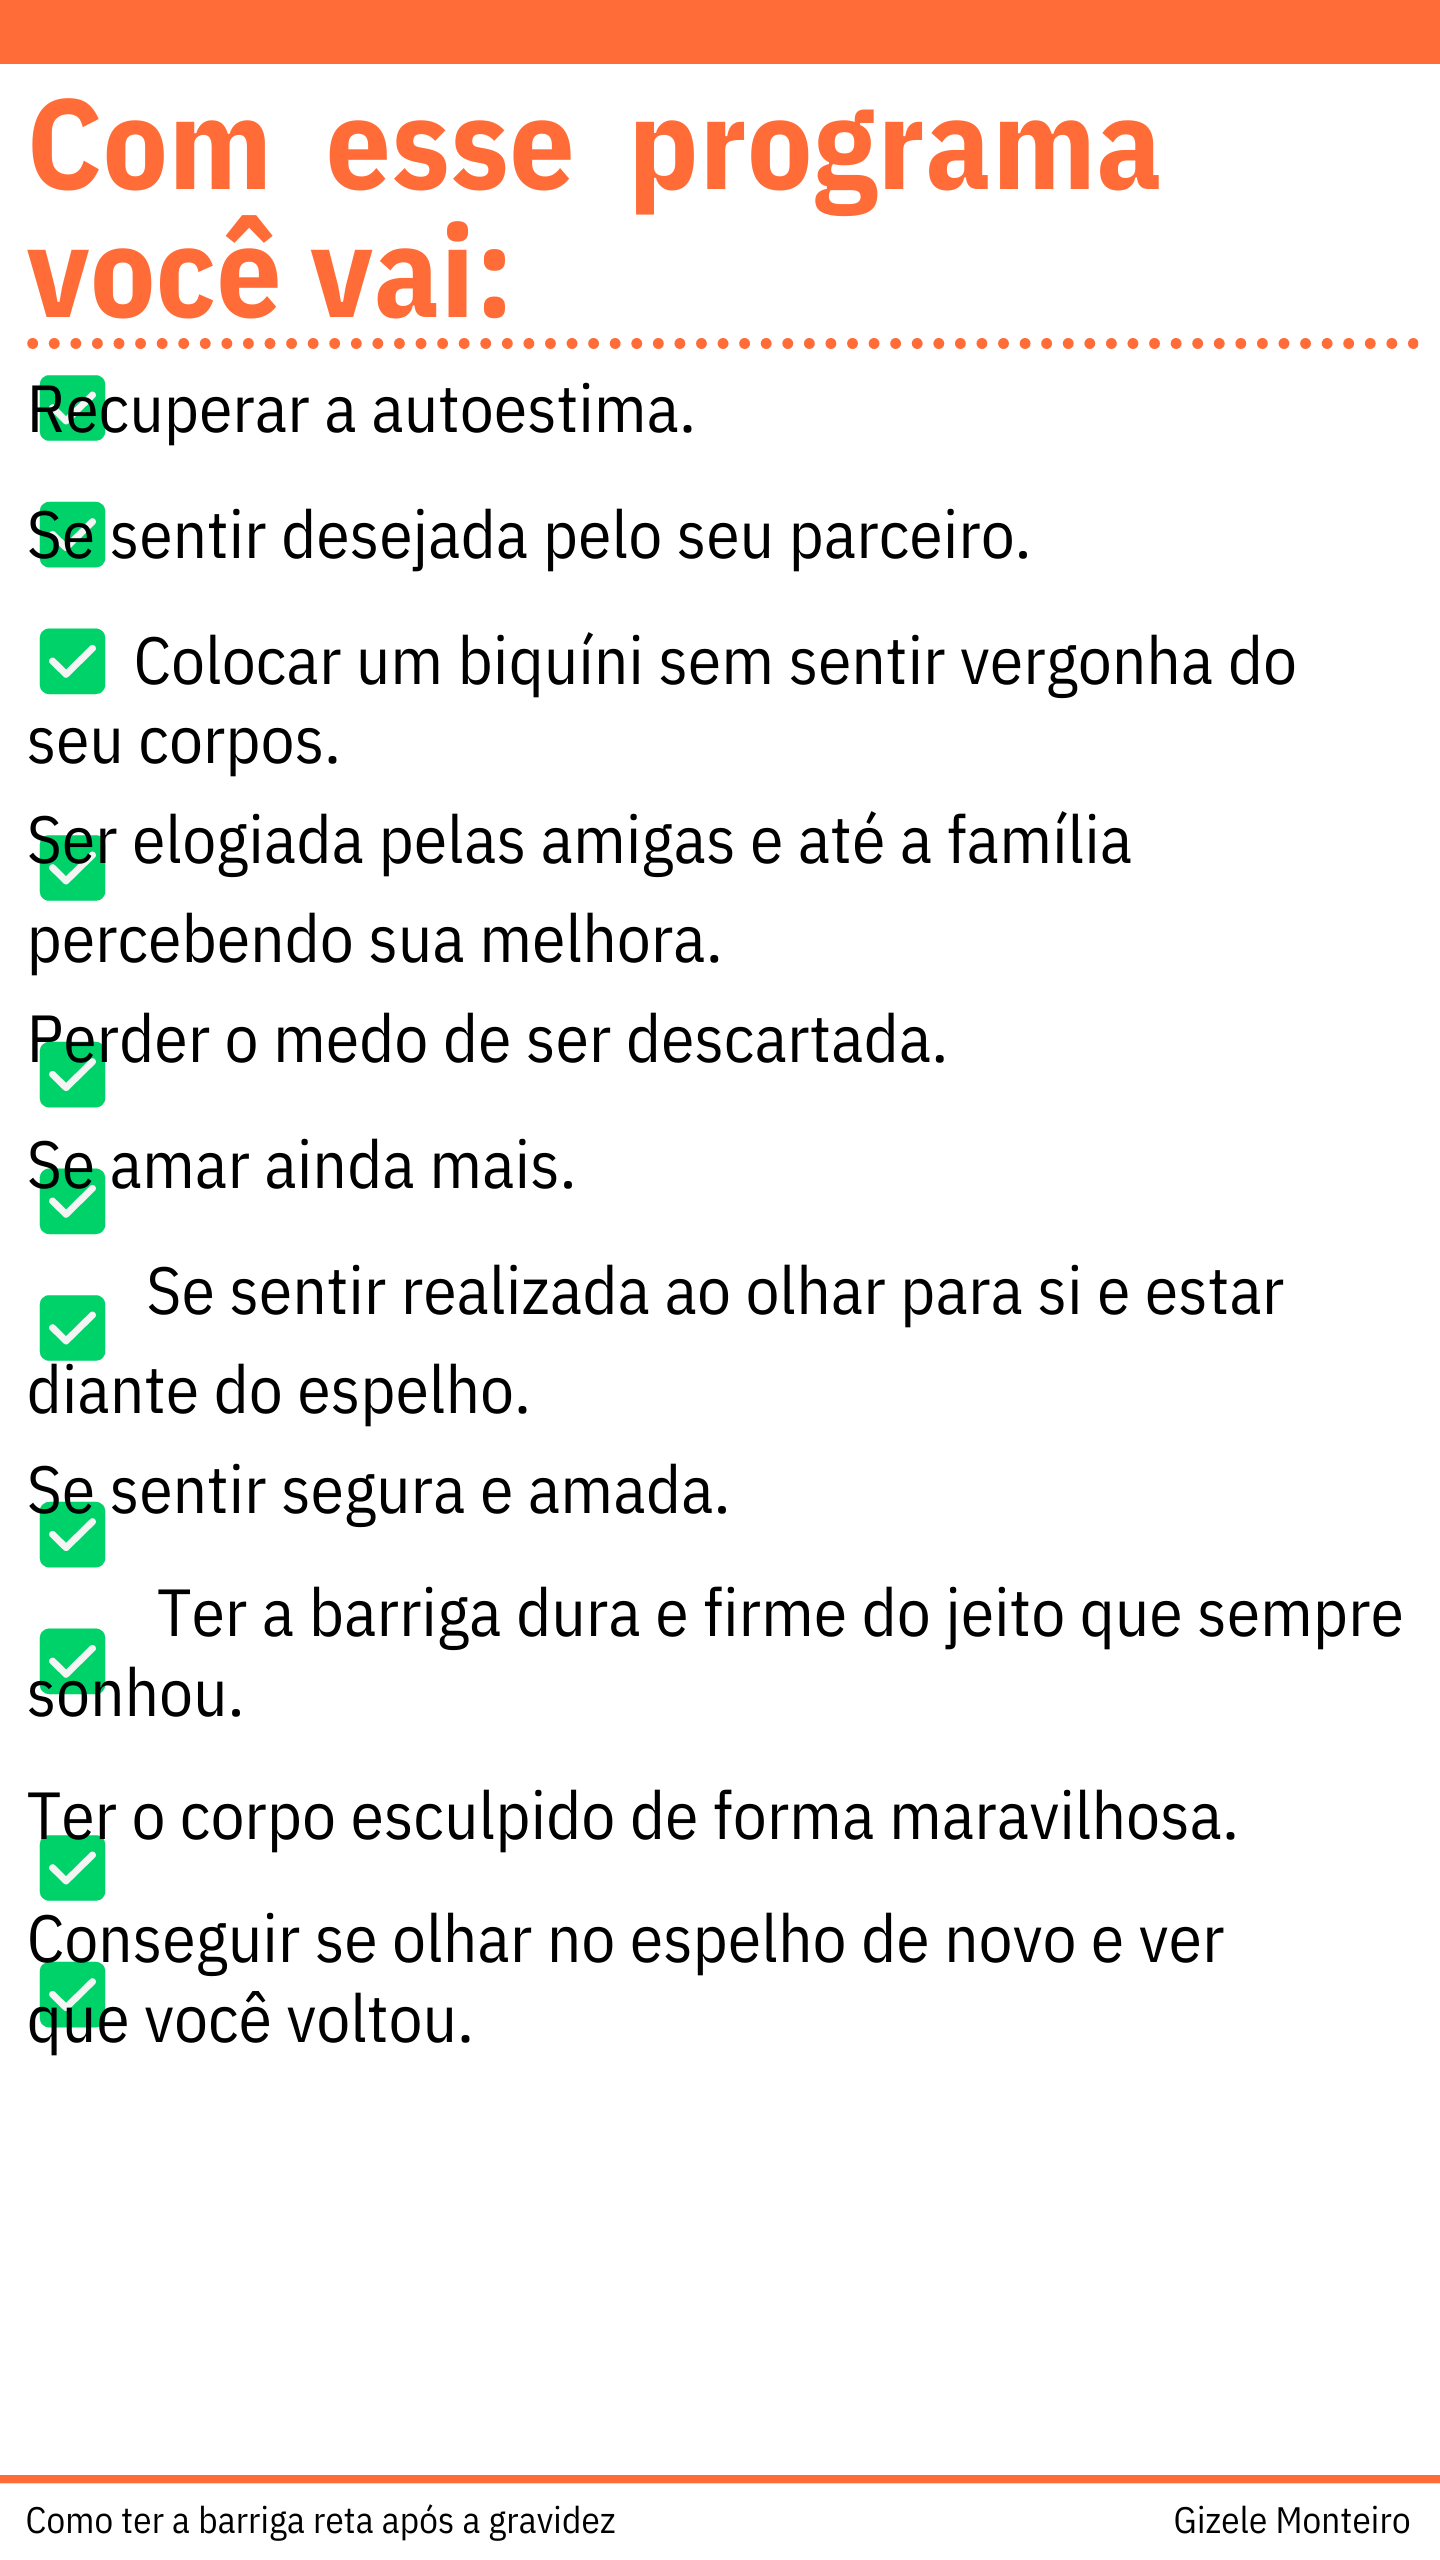 Com esse programa
você vai:
Recuperar a autoestima.
Se sentir desejada pelo seu parceiro.
Colocar um biquíni sem sentir vergonha do
seu corpos.
Ser elogiada pelas amigas e até a família
percebendo sua melhora.
Perder o medo de ser descartada.
Se amar ainda mais.
Se sentir realizada ao olhar para si e estar
diante do espelho.
Se sentir segura e amada.
Ter a barriga dura e firme do jeito que sempre
sonhou.
Ter o corpo esculpido de forma maravilhosa.
Conseguir se olhar no espelho de novo e ver
que você voltou.
Como ter a barriga reta após a gravidez
Gizele Monteiro